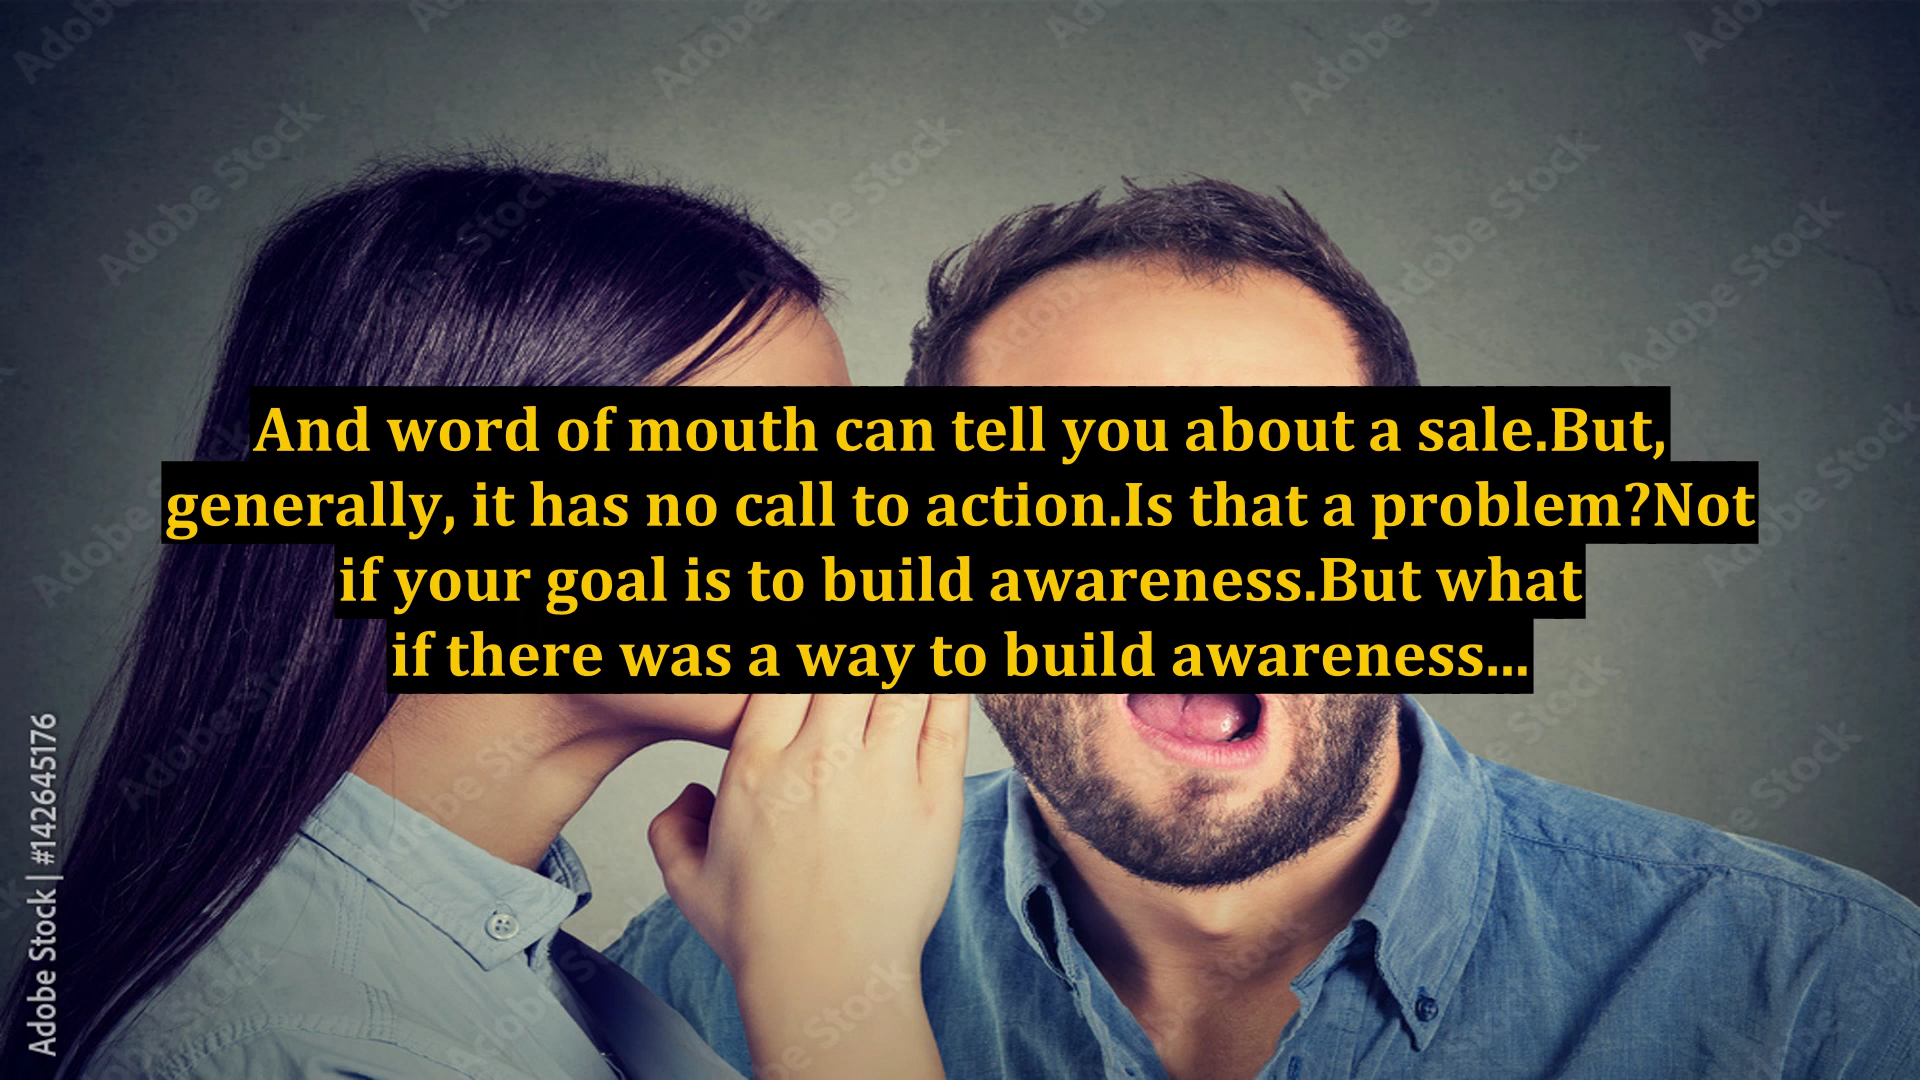 And word of mouth can tell you about a sale.But,
generally, it has no call to action.Is that a problem?Not
if your goal is to build awareness.But what
if there was a way to build awareness...
Adobe Stock | #142645176
Adobe Stock